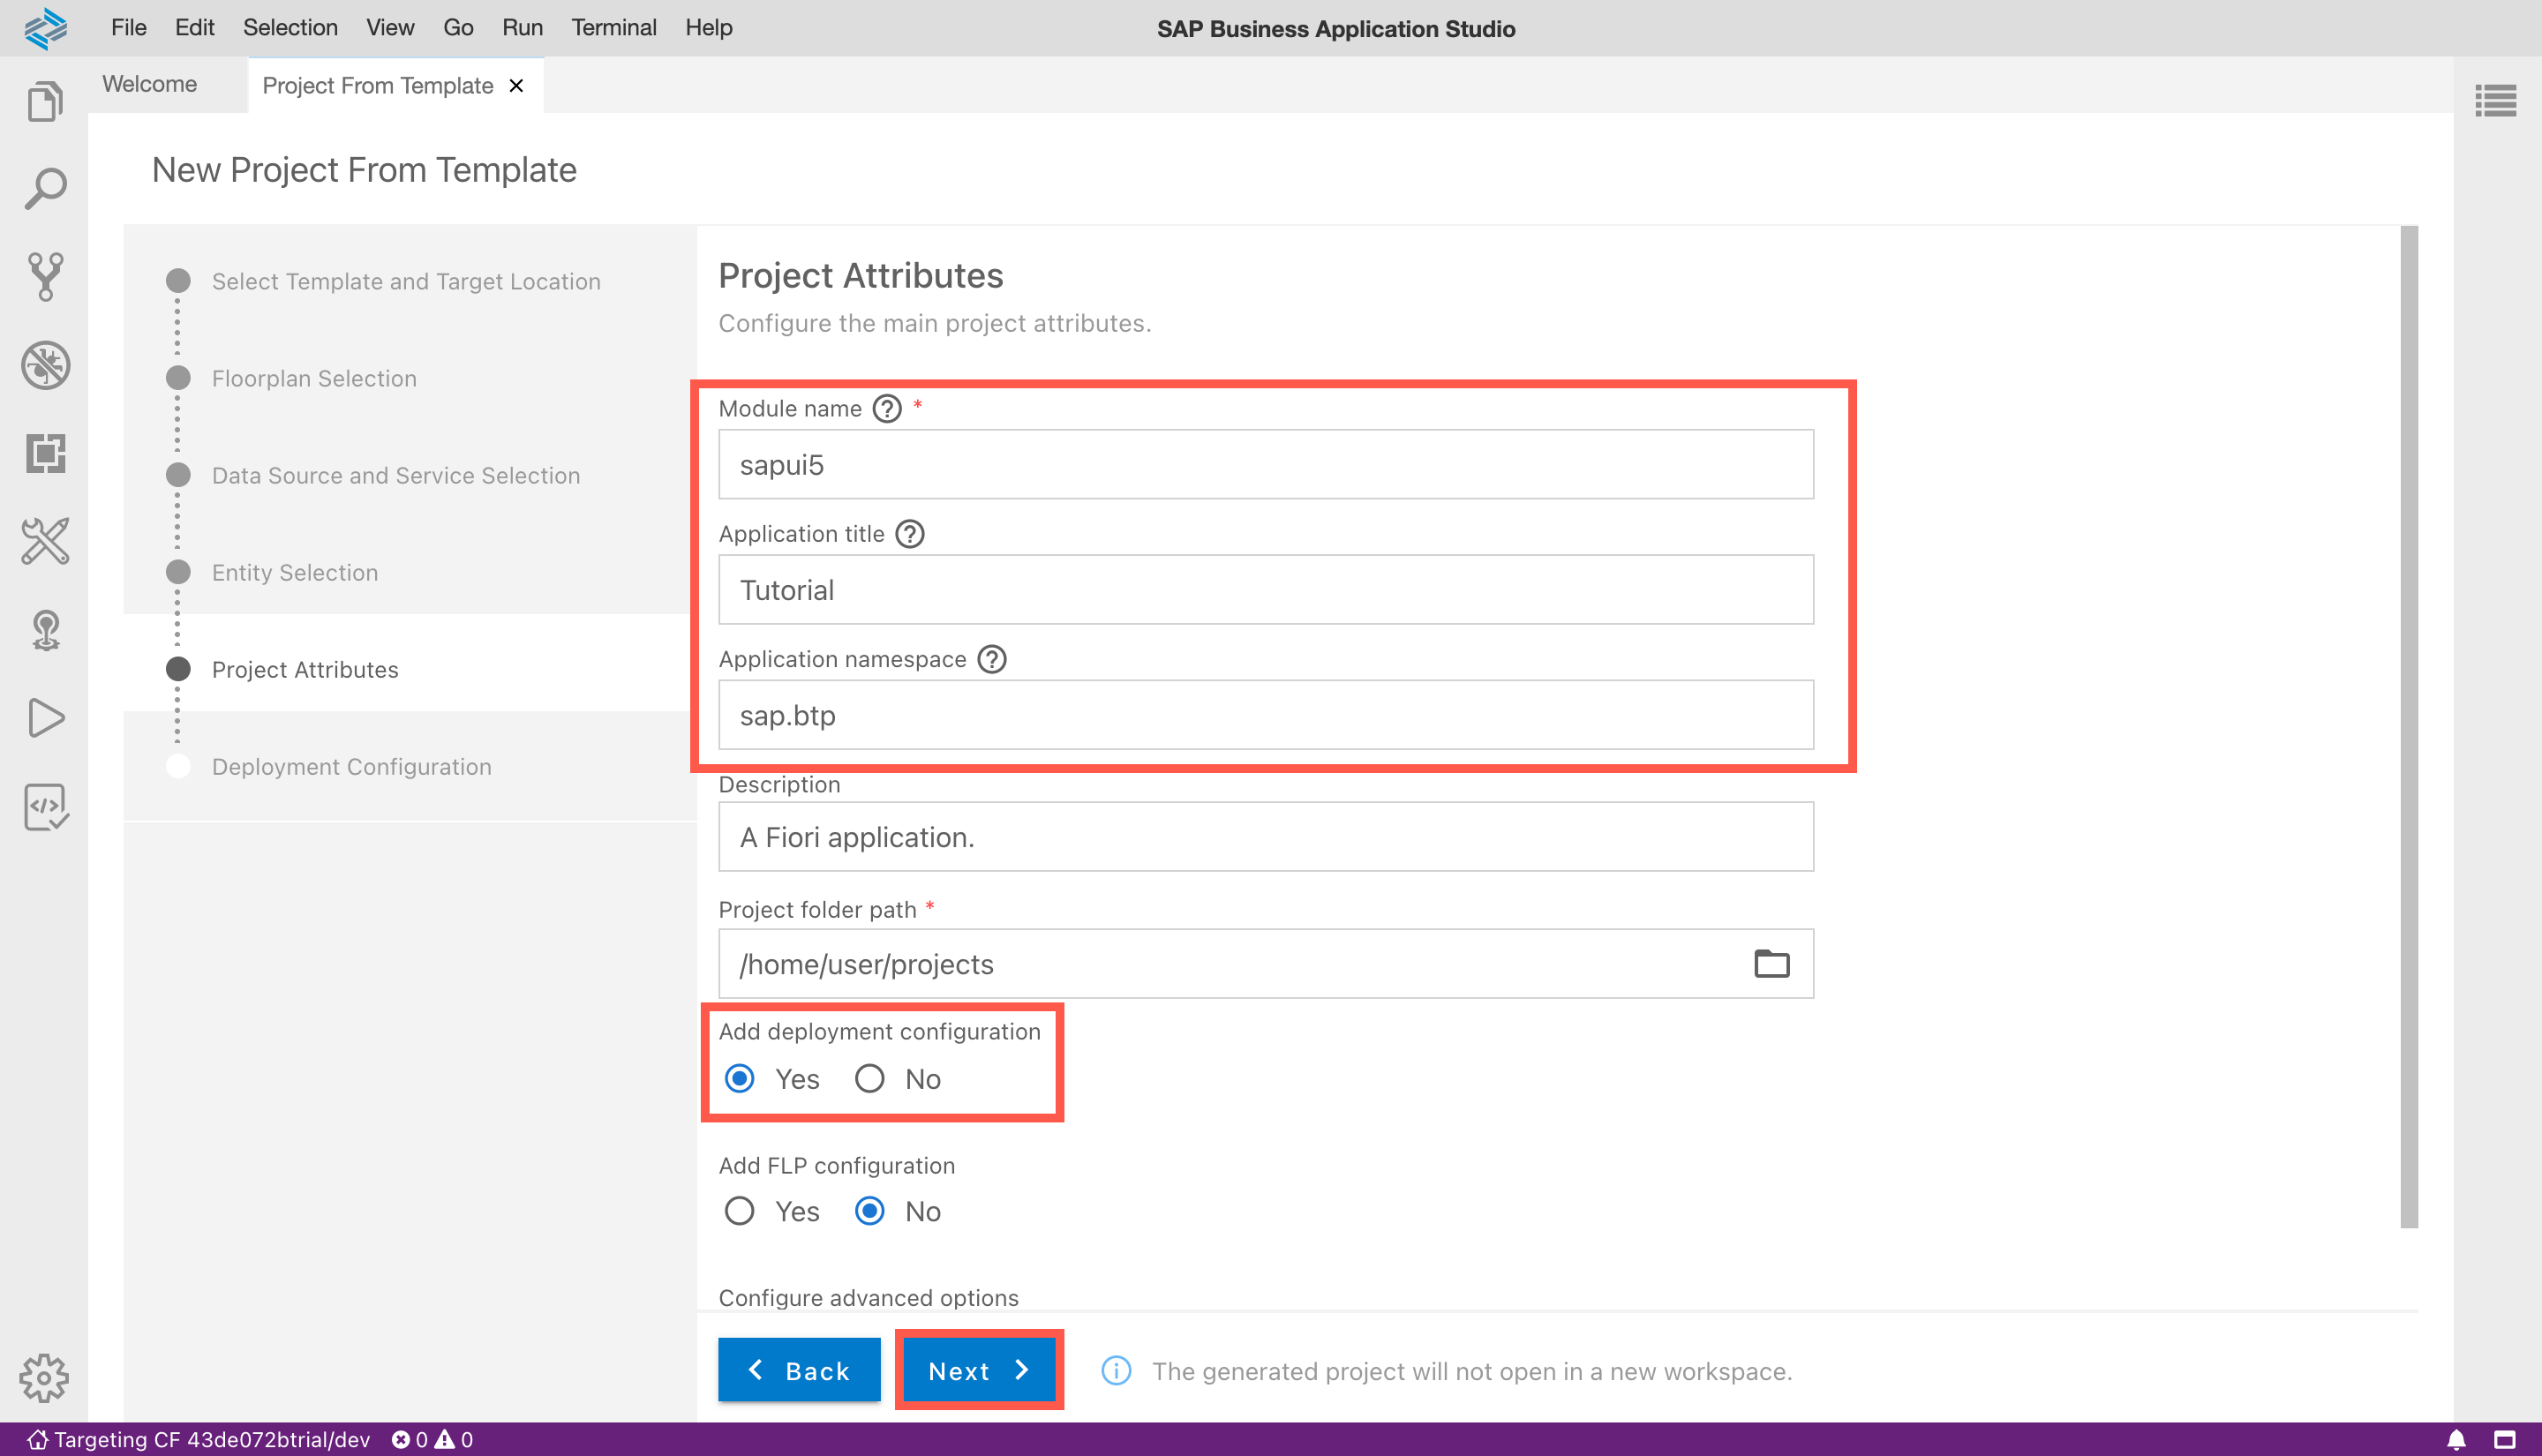 File Edit Selection View Go Run Terminal Help
SAP Business Application Studio
Welcome
Project From Template
New Project From Template
Select Template and Target Location
Floorplan Selection
Data Source and Service Selection
Entity Selection
Project Attributes
Deployment Configuration
Project Attributes
Configure the main project attributes.
Module name ? *
sapui5
Application title ?
Tutorial
Application namespace ?
sap.btp
Description
A Fiori application.
Project folder path *
/home/user/projects
Add deployment configuration
Yes No
Add FLP configuration
Yes No
Configure advanced options
Back Next The generated project will not open in a new workspace.
Targeting CF 43de072btrial/dev 0 0